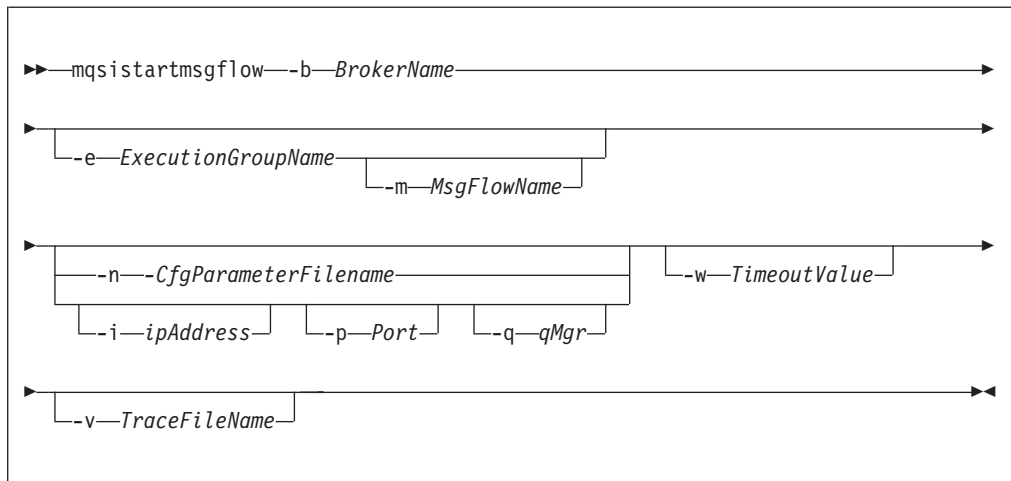 mqsistartmsgflow -b BrokerName
-e ExecutionGroupName
-m MsgFlowName
-n -CfgParameterFilename
-w TimeoutValue
-i ipAddress -p Port -q qMgr
-v TraceFileName